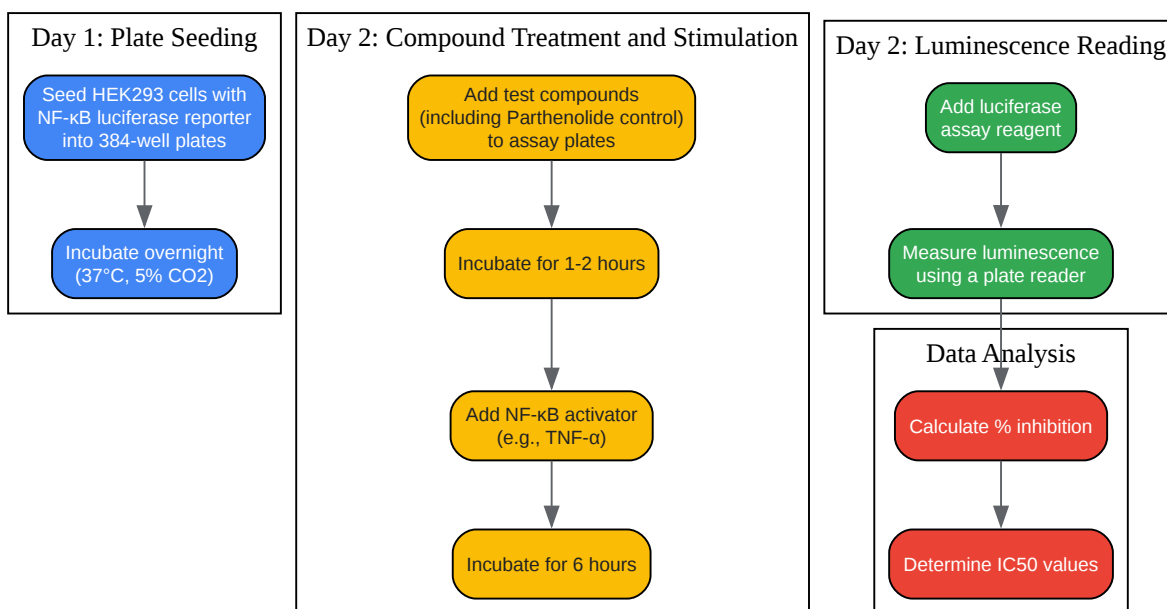 Day 1: Plate Seeding
Seed HEK293 cells with
NF-κB luciferase reporter
into 384-well plates
Incubate overnight
(37°C, 5% CO2)
Day 2: Compound Treatment and Stimulation
Add test compounds
(including Parthenolide control)
to assay plates
Incubate for 1-2 hours
Add NF-κB activator
(e.g., TNF-α)
Incubate for 6 hours
Day 2: Luminescence Reading
Add luciferase
assay reagent
Measure luminescence
using a plate reader
Data Analysis
Calculate % inhibition
Determine IC50 values